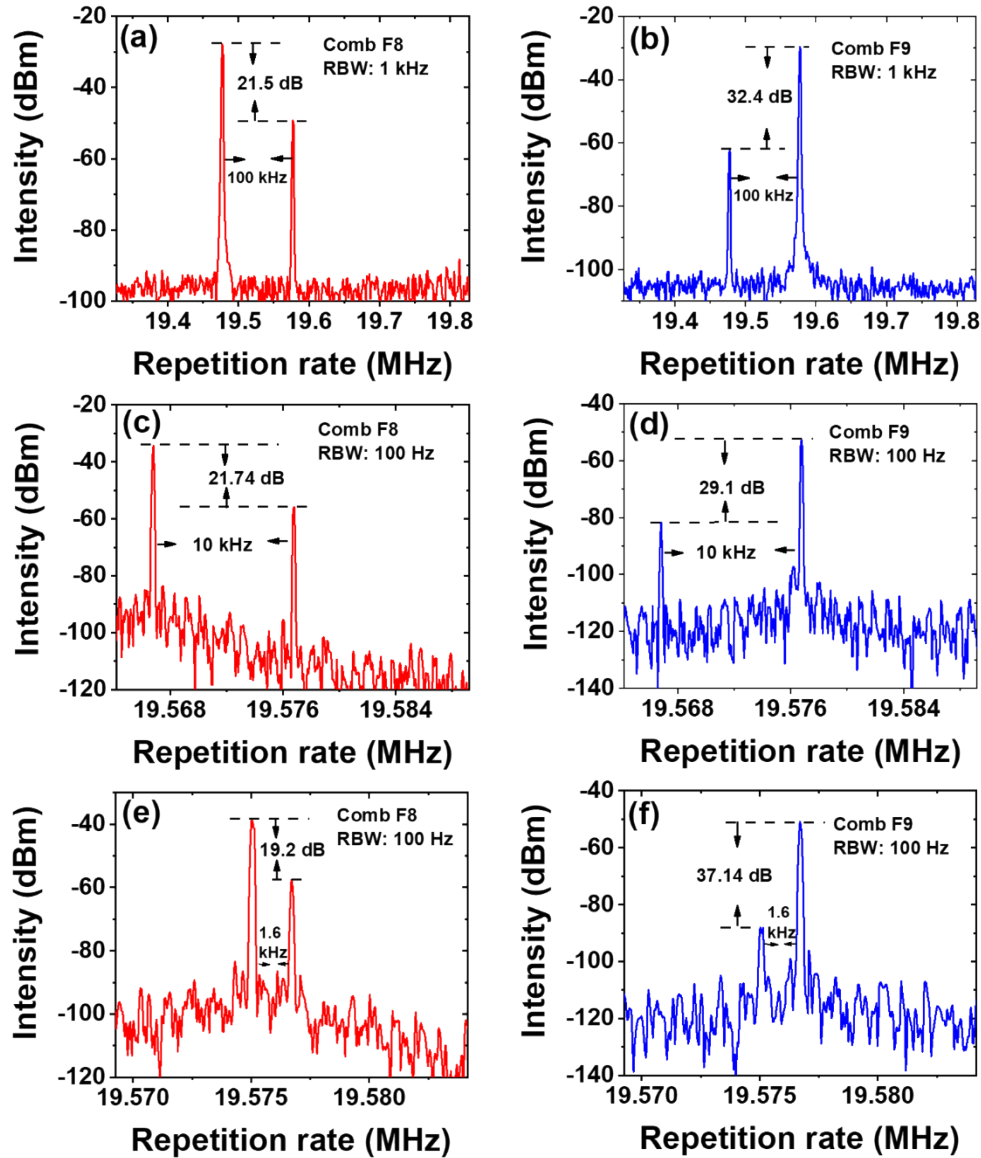 (a)
Comb F8
RBW: 1 kHz
21.5 dB
100 kHz
-20
-40
-60
-80
-100
19.4 19.5 19.6 19.7 19.8
Intensity (dBm)
Repetition rate (MHz)
(b)
Comb F9
RBW: 1 kHz
32.4 dB
100 kHz
-20
-40
-60
-80
-100
19.4 19.5 19.6 19.7 19.8
Intensity (dBm)
Repetition rate (MHz)
(c)
Comb F8
RBW: 100 Hz
21.74 dB
10 kHz
-20
-40
-60
-80
-100
-120
19.568 19.576 19.584
Intensity (dBm)
Repetition rate (MHz)
(d)
Comb F9
RBW: 100 Hz
29.1 dB
10 kHz
-40
-60
-80
-100
-120
-140
19.568 19.576 19.584
Intensity (dBm)
Repetition rate (MHz)
(e)
Comb F8
RBW: 100 Hz
19.2 dB
1.6
kHz
-40
-60
-80
-100
-120
19.570 19.575 19.580
Intensity (dBm)
Repetition rate (MHz)
(f)
Comb F9
RBW: 100 Hz
37.14 dB
1.6
kHz
-40
-60
-80
-100
-120
-140
19.570 19.575 19.580
Intensity (dBm)
Repetition rate (MHz)